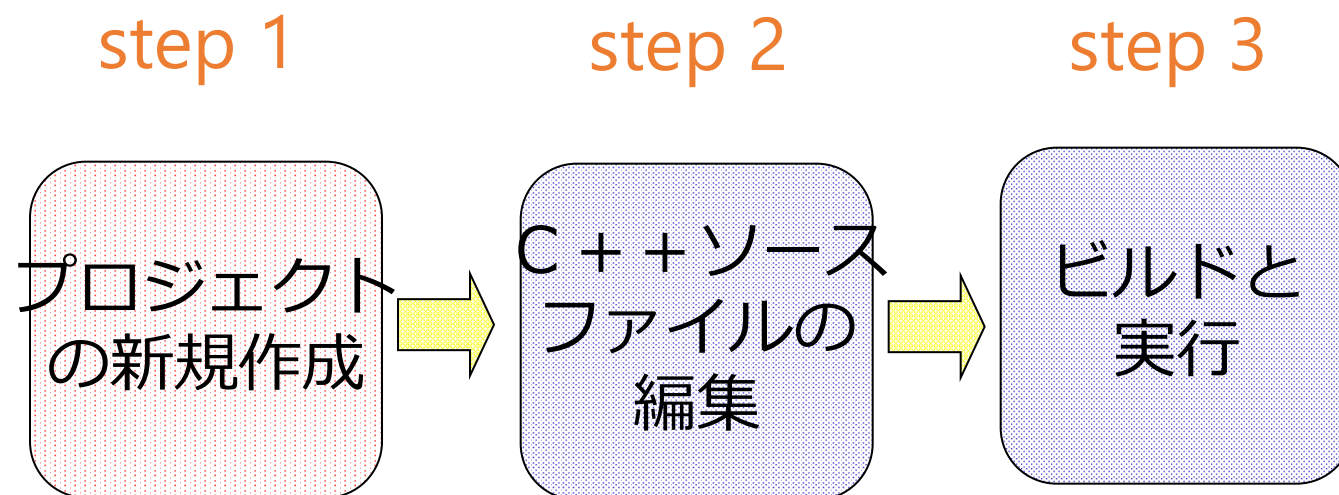 step 1
step 2
step 3
プロジェクト
の新規作成
C＋＋ソース
ファイルの
編集
ビルドと
実行